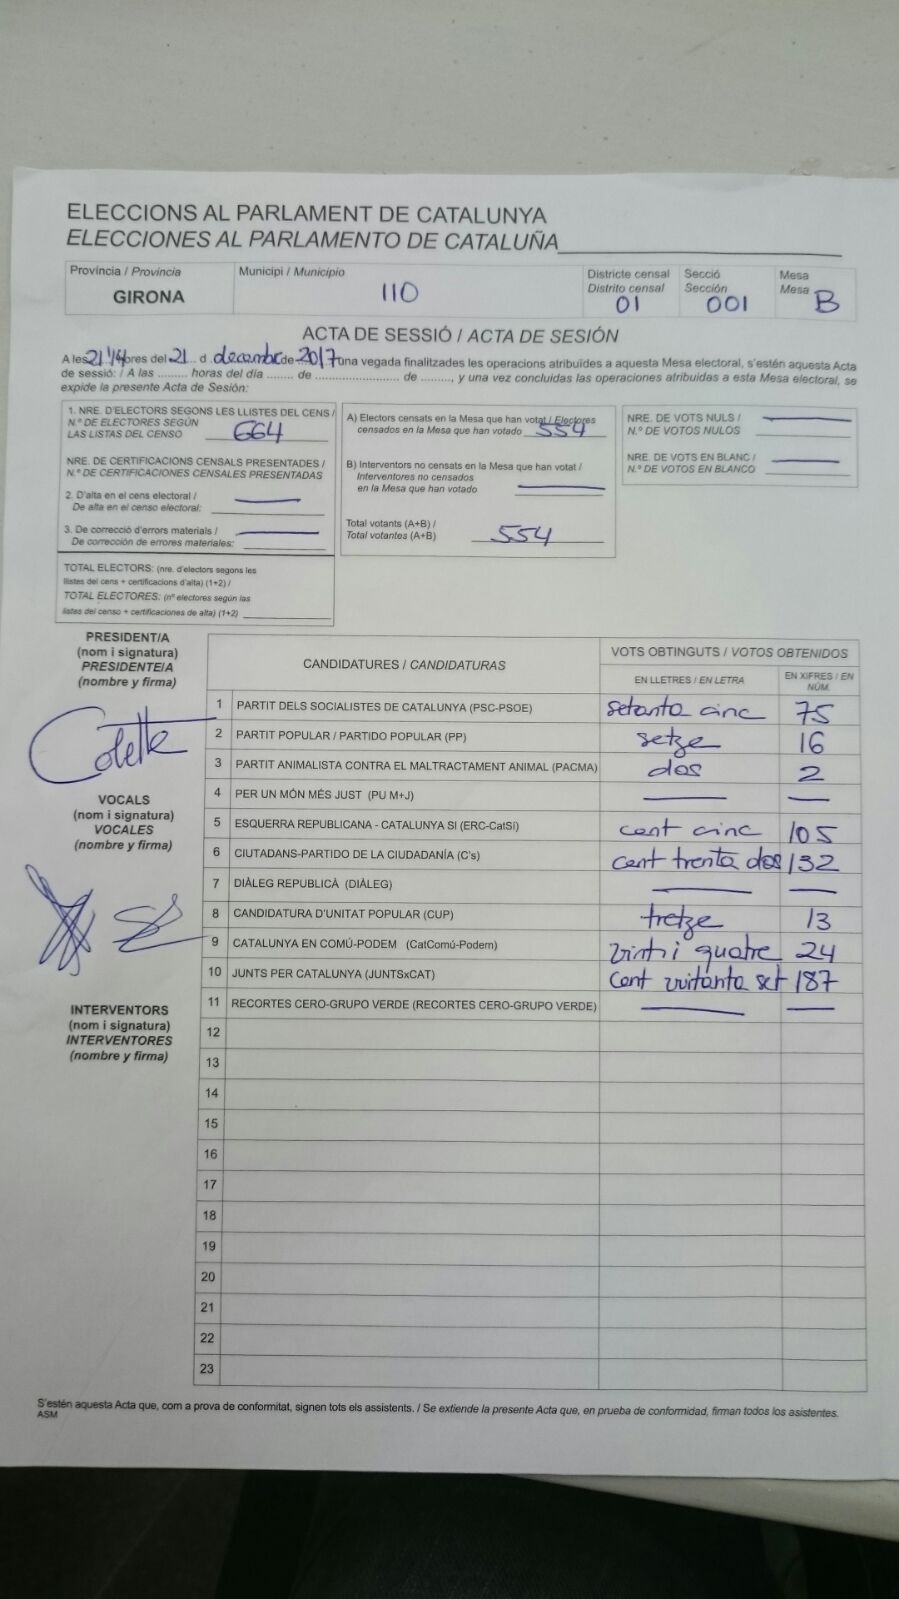 ELECCIONS AL PARLAMENT DE CATALUNYA
ELECCIONES AL PARLAMENTO DE CATALUÑA
Província / Provincia
GIRONA
Municipi / Municipio
110
Districte censal
Distrito censal
01
Secció
Sección
001
Mesa
Mesa B
ACTA DE SESSIÓ / ACTA DE SESIÓN
A les 21'14 hores del 21 d decembr de 2017 una vegada finalitzades les operacions atribuïdes a aquesta Mesa electoral, s'estén aquesta Acta
de sessió: / A las ......... horas del día ........ de ........................ de ........, y una vez concluidas las operaciones atribuidas a esta Mesa electoral, se
expide la presente Acta de Sesión:
1. NRE. D'ELECTORS SEGONS LES LLISTES DEL CENS /
N.º DE ELECTORES SEGÚN
LAS LISTAS DEL CENSO 664
NRE. DE CERTIFICACIONS CENSALS PRESENTADES /
N.º DE CERTIFICACIONES CENSALES PRESENTADAS
2. D'alta en el cens electoral /
De alta en el censo electoral:
3. De correcció d'errors materials /
De corrección de errores materiales:
TOTAL ELECTORS: (nre. d'electors segons les
llistes del cens + certificacions d'alta) (1+2) /
TOTAL ELECTORES: (nº electores según las
listas del censo + certificaciones de alta) (1+2)
A) Electors censats en la Mesa que han votat / Electores
censados en la Mesa que han votado 554
B) Interventors no censats en la Mesa que han votat /
Interventores no censados
en la Mesa que han votado
Total votants (A+B) /
Total votantes (A+B) 554
NRE. DE VOTS NULS /
N.º DE VOTOS NULOS
NRE. DE VOTS EN BLANC /
N.º DE VOTOS EN BLANCO
PRESIDENT/A
(nom i signatura)
PRESIDENTE/A
(nombre y firma)
Colette
VOCALS
(nom i signatura)
VOCALES
(nombre y firma)
INTERVENTORS
(nom i signatura)
INTERVENTORES
(nombre y firma)
CANDIDATURES / CANDIDATURAS
VOTS OBTINGUTS / VOTOS OBTENIDOS
EN LLETRES / EN LETRA
EN XIFRES / EN
NÚM.
1 PARTIT DELS SOCIALISTES DE CATALUNYA (PSC-PSOE) setanta cinc 75
2 PARTIT POPULAR / PARTIDO POPULAR (PP) setze 16
3 PARTIT ANIMALISTA CONTRA EL MALTRACTAMENT ANIMAL (PACMA) dos 2
4 PER UN MÓN MÉS JUST (PU M+J)
5 ESQUERRA REPUBLICANA - CATALUNYA SI (ERC-CatSí) cent cinc 105
6 CIUTADANS-PARTIDO DE LA CIUDADANÍA (C's) cent trenta dos 132
7 DIÀLEG REPUBLICÀ (DIÀLEG)
8 CANDIDATURA D'UNITAT POPULAR (CUP) tretze 13
9 CATALUNYA EN COMÚ-PODEM (CatComú-Podem) vint i quatre 24
10 JUNTS PER CATALUNYA (JUNTSxCAT) cent vuitanta set 187
11 RECORTES CERO-GRUPO VERDE (RECORTES CERO-GRUPO VERDE)
12
13
14
15
16
17
18
19
20
21
22
23
S'estén aquesta Acta que, com a prova de conformitat, signen tots els assistents. / Se extiende la presente Acta que, en prueba de conformidad, firman todos los asistentes.
ASM